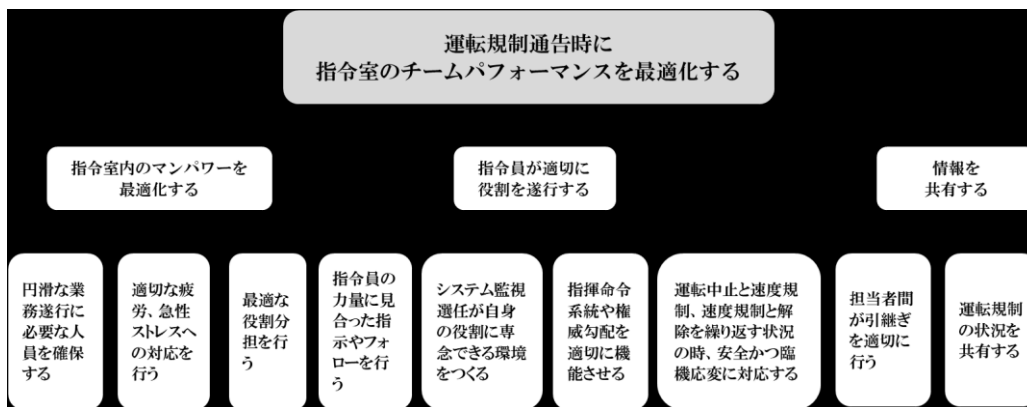 運転規制通告時に
指令室のチームパフォーマンスを最適化する
指令室内のマンパワーを
最適化する
指令員が適切に
役割を遂行する
情報を
共有する
円滑な業
務遂行に
必要な人
員を確保
する
適切な疲
労、急性
ストレスへ
の対応を
行う
最適な
役割分
担を行
う
指令員の
力量に見
合った指
示やフォ
ローを行
う
システム監視
選任が自身
の役割に専
念できる環境
をつくる
指揮命令
系統や権
威勾配を
適切に機
能させる
運転中止と速度規
制、速度規制と解
除を繰り返す状況
の時、安全かつ臨
機応変に対応する
担当者間
が引継ぎ
を適切に
行う
運転規制
の状況を
共有する